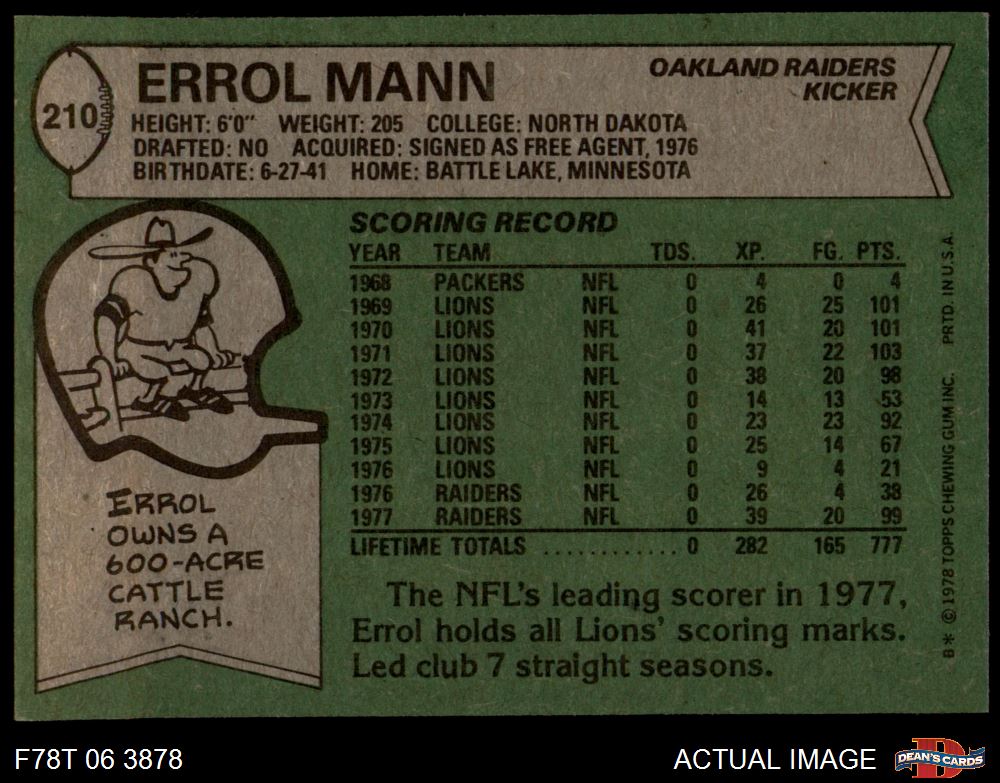 210
ERROL MANN
OAKLAND RAIDERS
KICKER
HEIGHT: 6'0" WEIGHT: 205 COLLEGE: NORTH DAKOTA
DRAFTED: NO ACQUIRED: SIGNED AS FREE AGENT, 1976
BIRTHDATE: 6-27-41 HOME: BATTLE LAKE, MINNESOTA
SCORING RECORD
YEAR TEAM TDS. XP. FG. PTS.
1968 PACKERS NFL 0 4 0 4
1969 LIONS NFL 0 26 25 101
1970 LIONS NFL 0 41 20 101
1971 LIONS NFL 0 37 22 103
1972 LIONS NFL 0 38 20 98
1973 LIONS NFL 0 14 13 53
1974 LIONS NFL 0 23 23 92
1975 LIONS NFL 0 25 14 67
1976 LIONS NFL 0 9 4 21
1976 RAIDERS NFL 0 26 4 38
1977 RAIDERS NFL 0 39 20 99
LIFETIME TOTALS ............ 0 282 165 777
The NFL's leading scorer in 1977,
Errol holds all Lions' scoring marks.
Led club 7 straight seasons.
ERROL
OWNS A
600-ACRE
CATTLE
RANCH.
B* © 1978 TOPPS CHEWING GUM INC. PRTD. IN U.S.A.
F78T 06 3878
ACTUAL IMAGE
D
DEAN'S CARDS